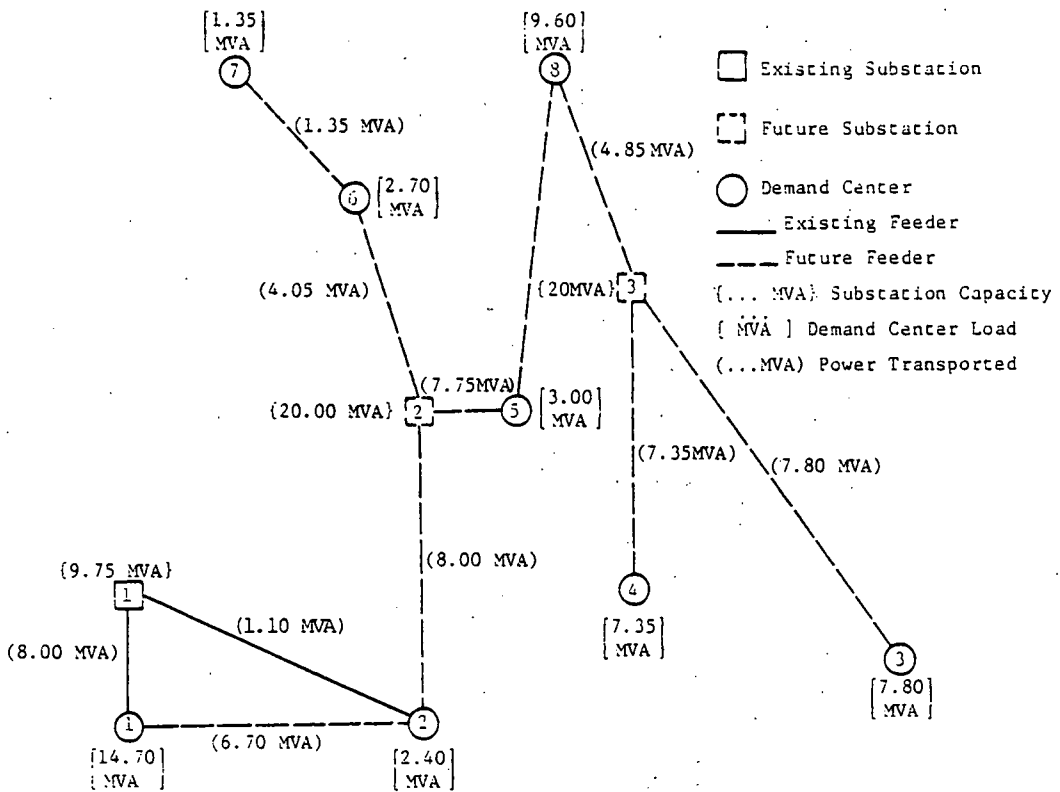 [1.35
MVA]
7
(1.35 MVA)
6
[2.70
MVA]
(4.05 MVA)
{20.00 MVA}
2
(7.75MVA)
5
[3.00
MVA]
[9.60
MVA]
8
(4.85 MVA)
{20MVA}
3
(7.35MVA)
(7.80 MVA)
(8.00 MVA)
4
[7.35
MVA]
3
[7.80
MVA]
{9.75 MVA}
1
(8.00 MVA)
(1.10 MVA)
1
(6.70 MVA)
2
[14.70
MVA]
[2.40
MVA]
Existing Substation
Future Substation
Demand Center
Existing Feeder
Future Feeder
{... MVA} Substation Capacity
[ MVA ] Demand Center Load
(...MVA) Power Transported